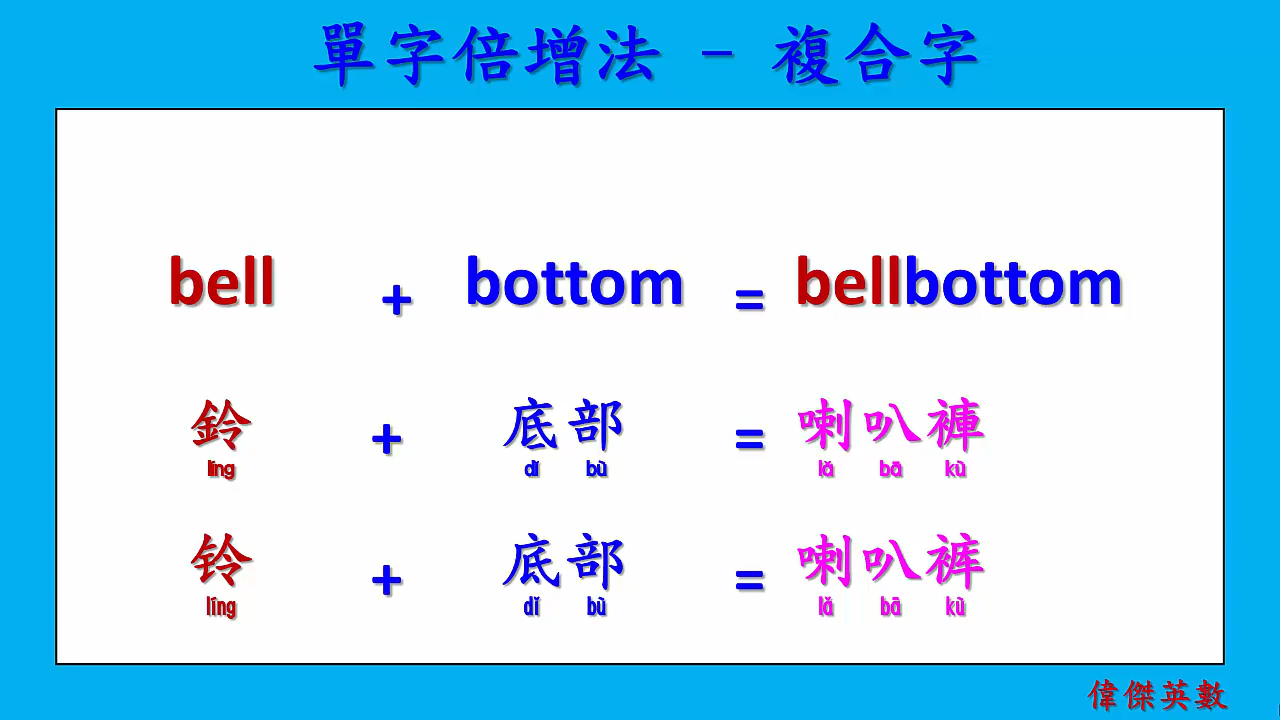 單字倍增法 - 複合字
bell + bottom = bellbottom
鈴 + 底部 = 喇叭褲
líng dǐ bù lǎ bā kù
铃 + 底部 = 喇叭裤
líng dǐ bù lǎ bā kù
偉傑英數